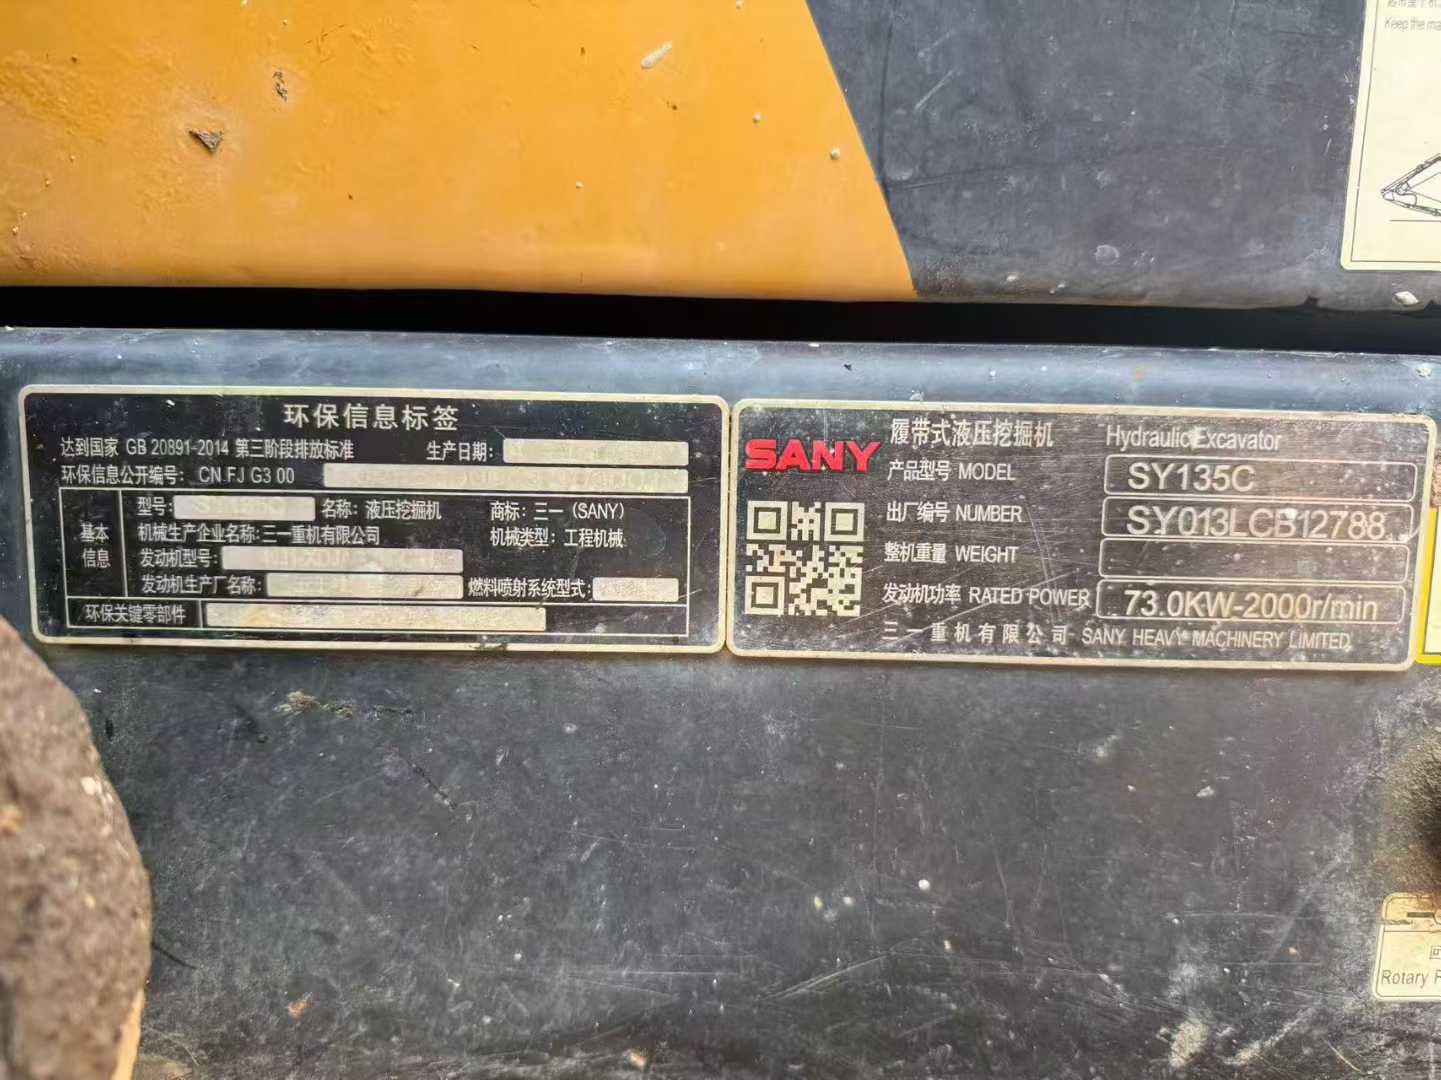 Keep the ma
环保信息标签
达到国家 GB 20891-2014 第三阶段排放标准 生产日期:
环保信息公开编号: CN FJ G3 00
基本信息
型号: SY135C 名称: 液压挖掘机 商标: 三一 (SANY)
机械生产企业名称:三一重机有限公司 机械类型: 工程机械
发动机型号:
发动机生产厂名称: 燃料喷射系统型式:
环保关键零部件
SANY 履带式液压挖掘机 Hydraulic Excavator
产品型号 MODEL SY135C
出厂编号 NUMBER SY013LCB12788
整机重量 WEIGHT
发动机功率 RATED POWER 73.0KW-2000r/min
三一重机有限公司 SANY HEAVY MACHINERY LIMITED
Rotary